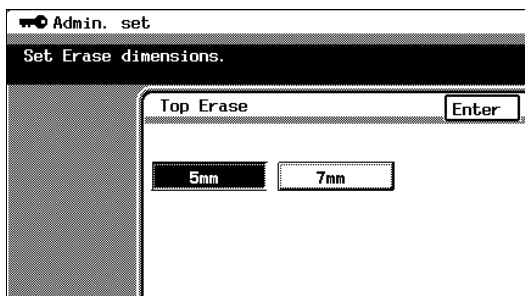 Admin. set
Set Erase dimensions.
Top Erase Enter
5mm 7mm